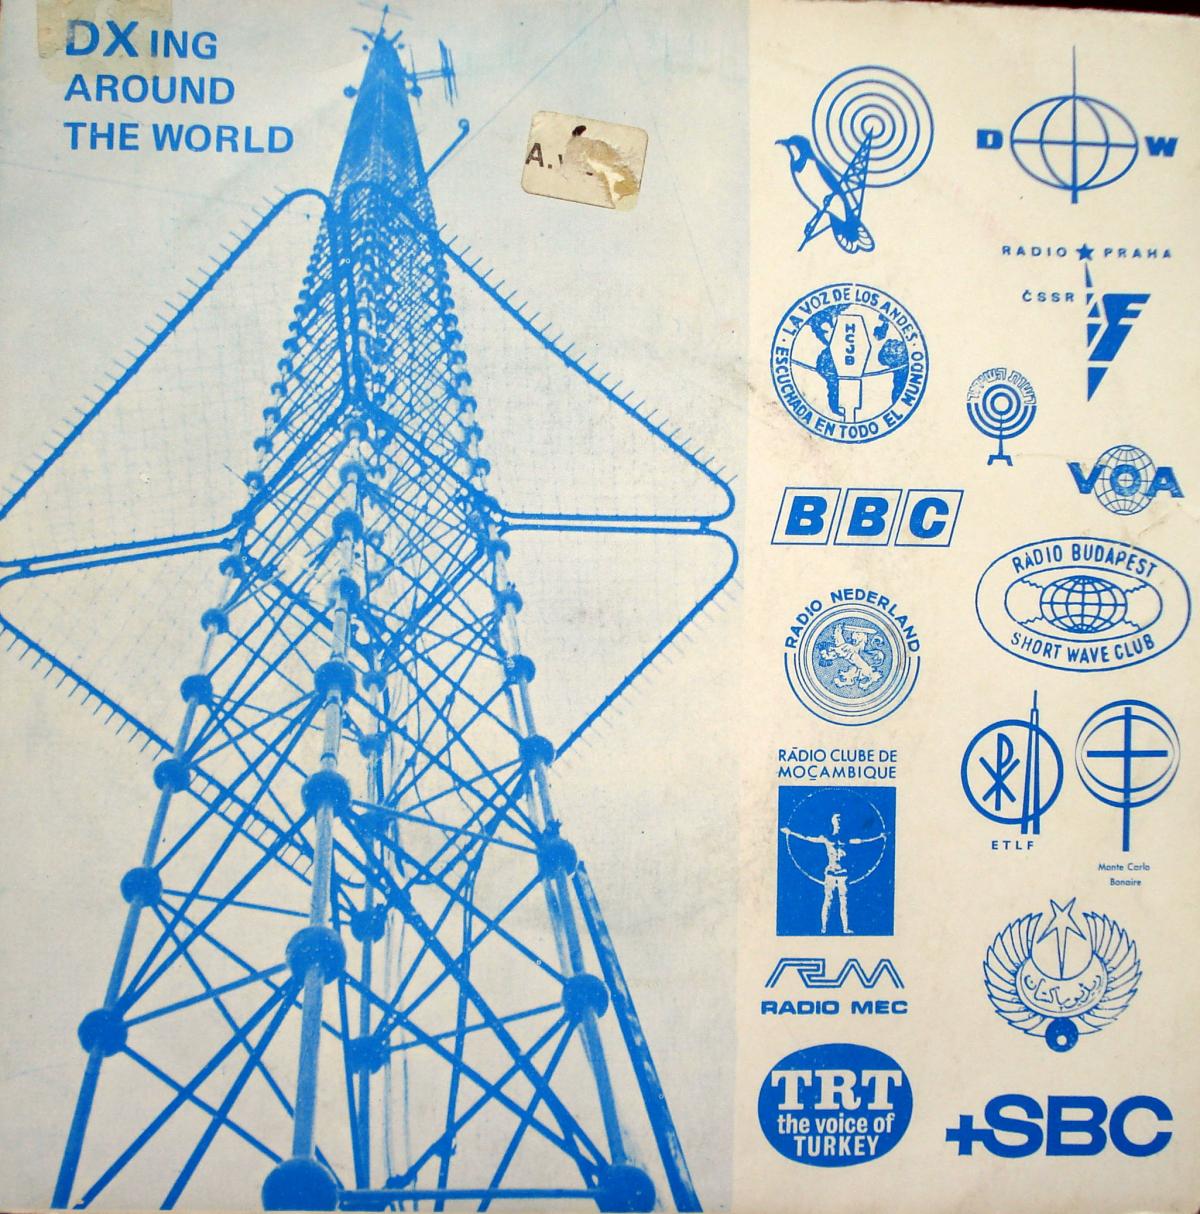 DXING
AROUND
THE WORLD
A.
D W
RADIO PRAHA
ČSSR
LA VOZ DE LOS ANDES
HCJB
ESCUCHADA EN TODO EL MUNDO
VOA
BBC
RADIO BUDAPEST
SHORT WAVE CLUB
RADIO NEDERLAND
RÁDIO CLUBE DE
MOÇAMBIQUE
ETLF
Monte Carlo
Bonaire
RADIO MEC
ریڈیو پاکستان
TRT
the voice of
TURKEY
+SBC